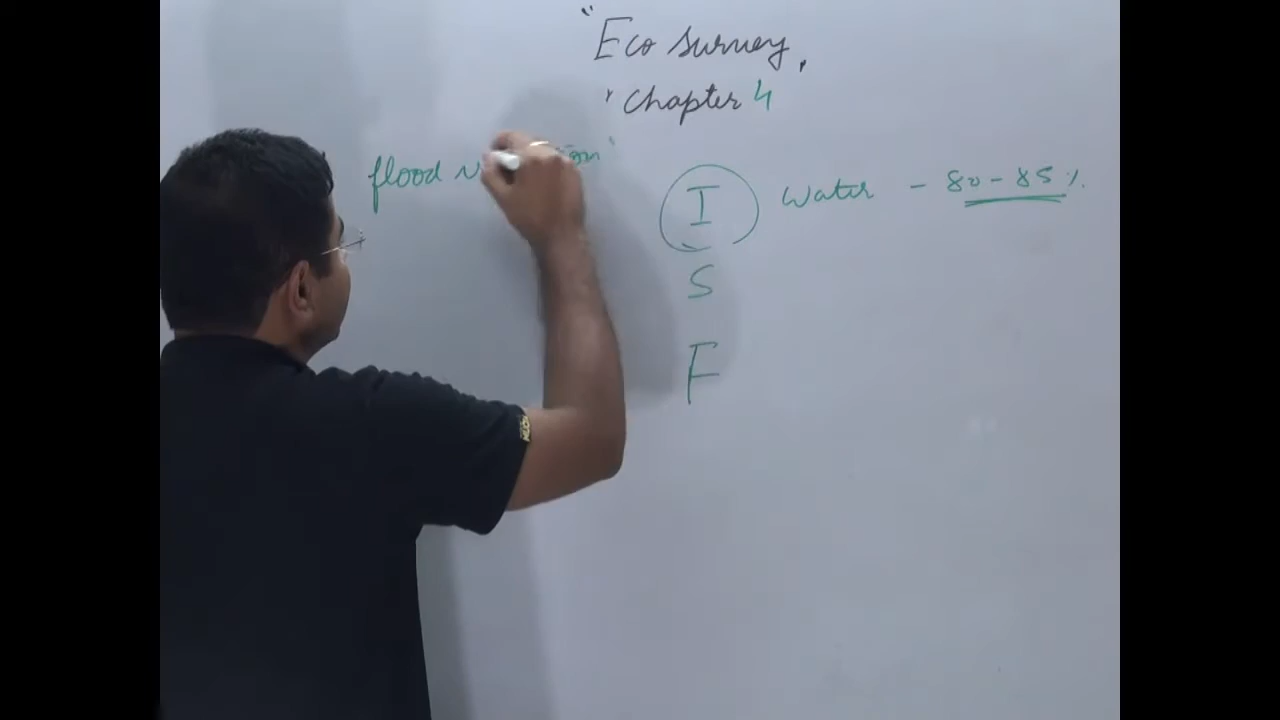 "Eco survey,
"Chapter 4
flood
I Water - 80-85%
S
F